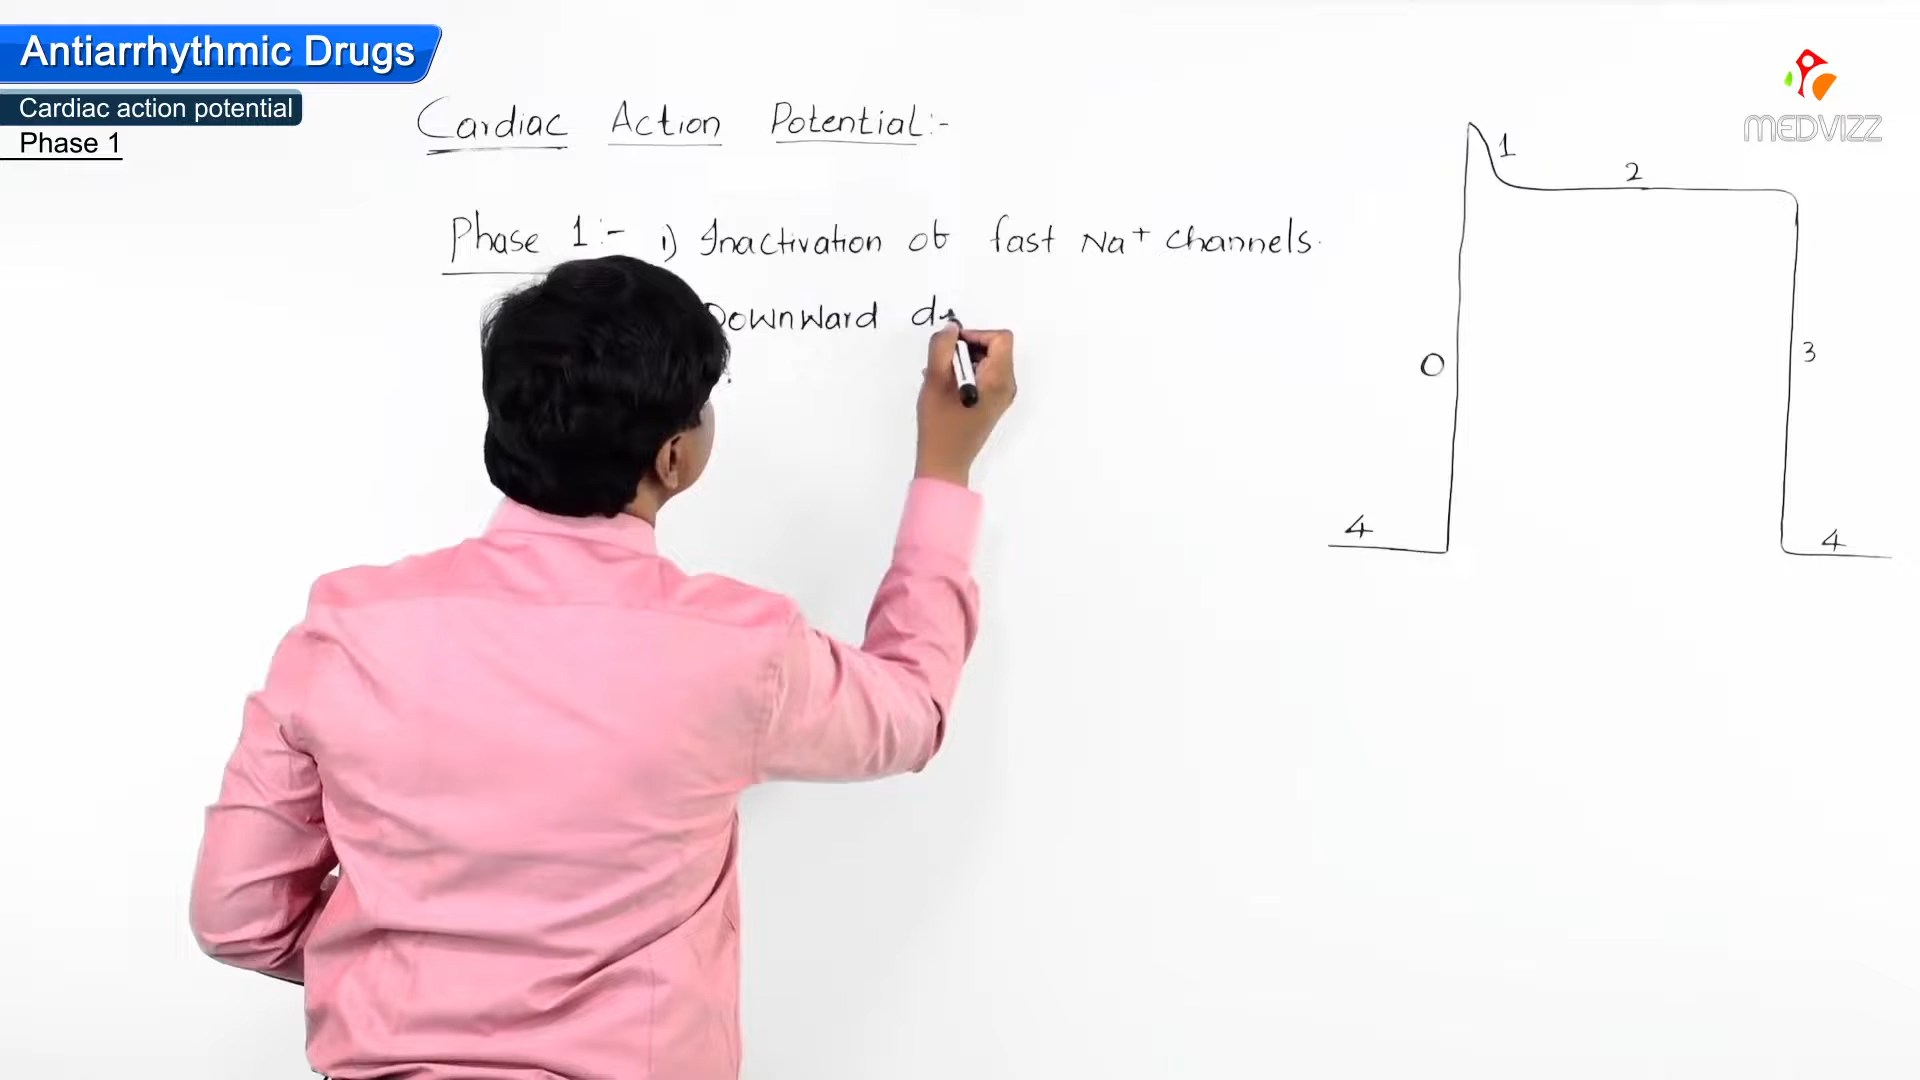 Antiarrhythmic Drugs
Cardiac action potential
Phase 1
MEDVIZZ
Cardiac Action Potential:-
Phase 1:- 1) Inactivation of fast Na+ channels.
Downward
0
1
2
3
4
4